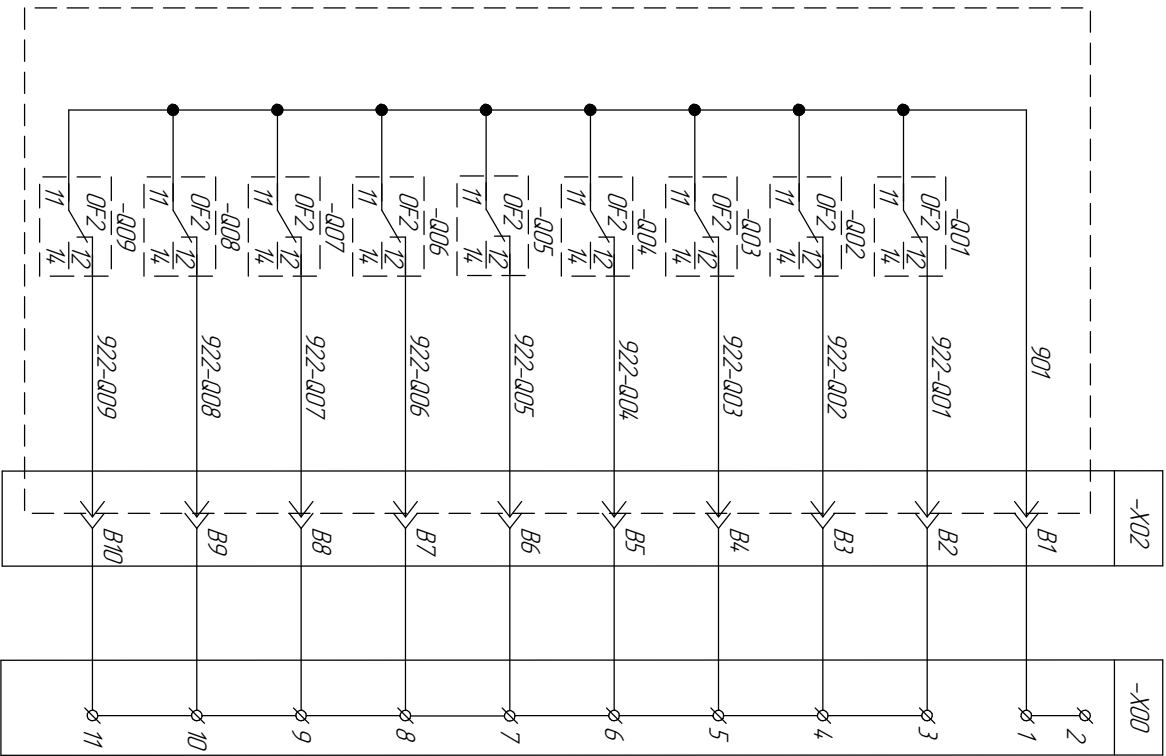 901
-X02
B1
-X00
1
2
-Q01
OF2
11
12
14
922-Q01
B2
3
-Q02
OF2
11
12
14
922-Q02
B3
4
-Q03
OF2
11
12
14
922-Q03
B4
5
-Q04
OF2
11
12
14
922-Q04
B5
6
-Q05
OF2
11
12
14
922-Q05
B6
7
-Q06
OF2
11
12
14
922-Q06
B7
8
-Q07
OF2
11
12
14
922-Q07
B8
9
-Q08
OF2
11
12
14
922-Q08
B9
10
-Q09
OF2
11
12
14
922-Q09
B10
11